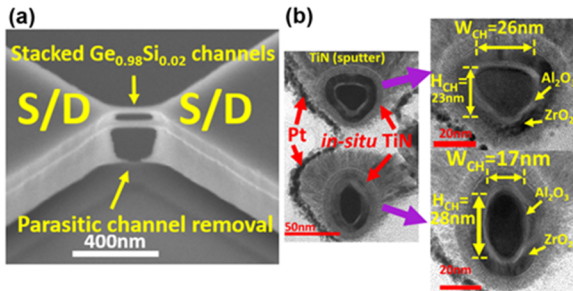 (a)
Stacked Ge0.98Si0.02 channels
S/D
S/D
Parasitic channel removal
400nm
(b)
TiN (sputter)
Pt
in-situ TiN
50nm
WCH=26nm
HCH=
23nm
Al2O3
ZrO2
20nm
WCH=17nm
HCH=
28nm
Al2O3
ZrO2
20nm